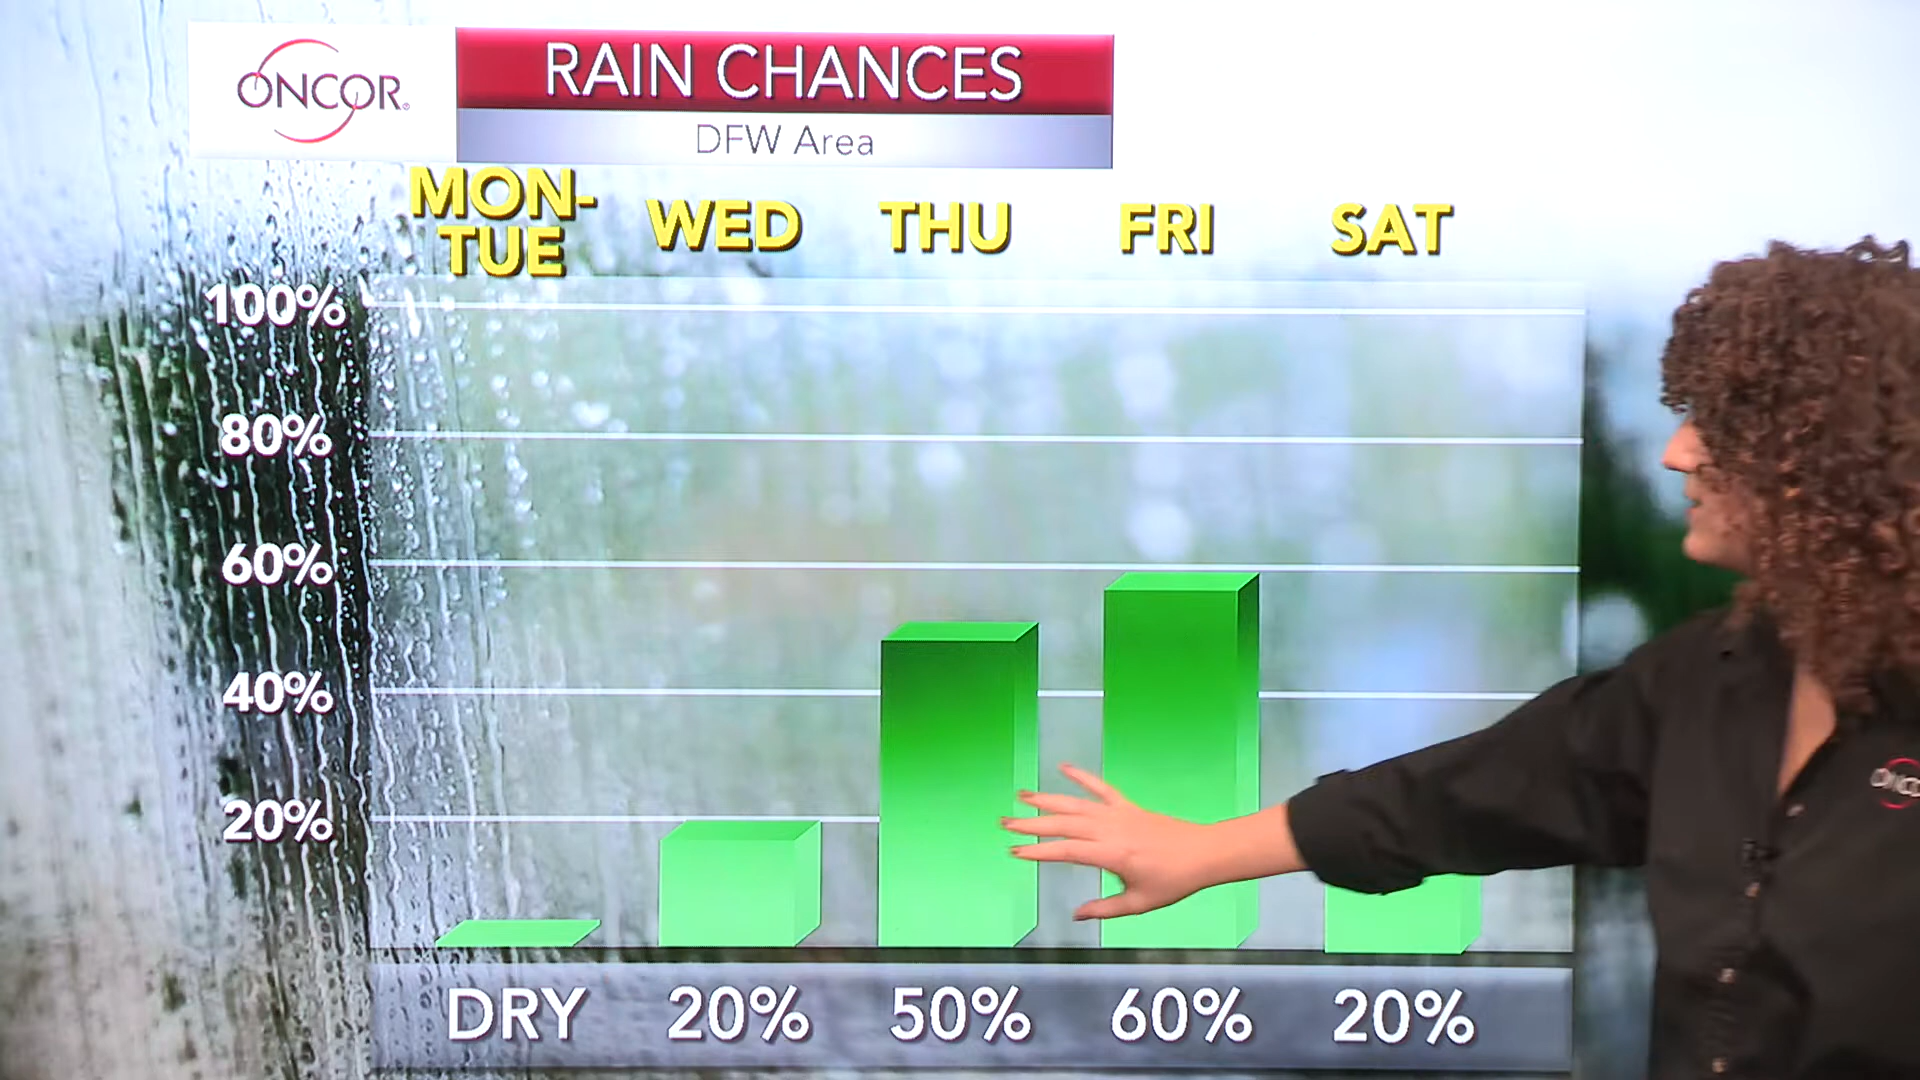 ONCOR
RAIN CHANCES
DFW Area
MON-
TUE
WED
THU
FRI
SAT
100%
80%
60%
40%
20%
DRY
20%
50%
60%
20%